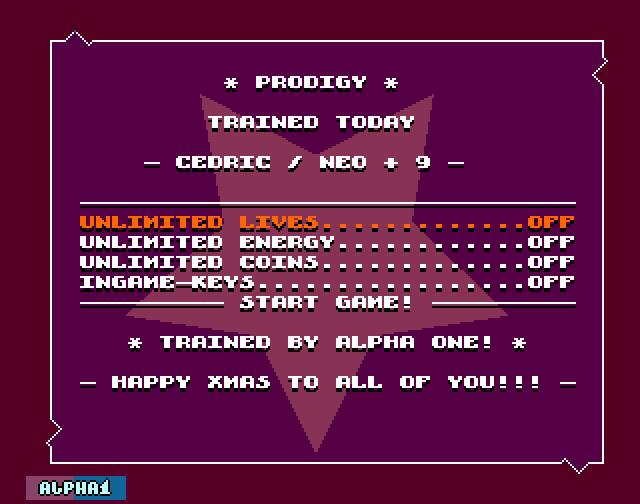 * PRODIGY *
TRAINED TODAY
- CEDRIC / NEO + 9 -
UNLIMITED LIVES.............OFF
UNLIMITED ENERGY............OFF
UNLIMITED COINS.............OFF
INGAME-KEYS.................OFF
START GAME!
* TRAINED BY ALPHA ONE! *
- HAPPY XMAS TO ALL OF YOU!!! -
ALPHA1